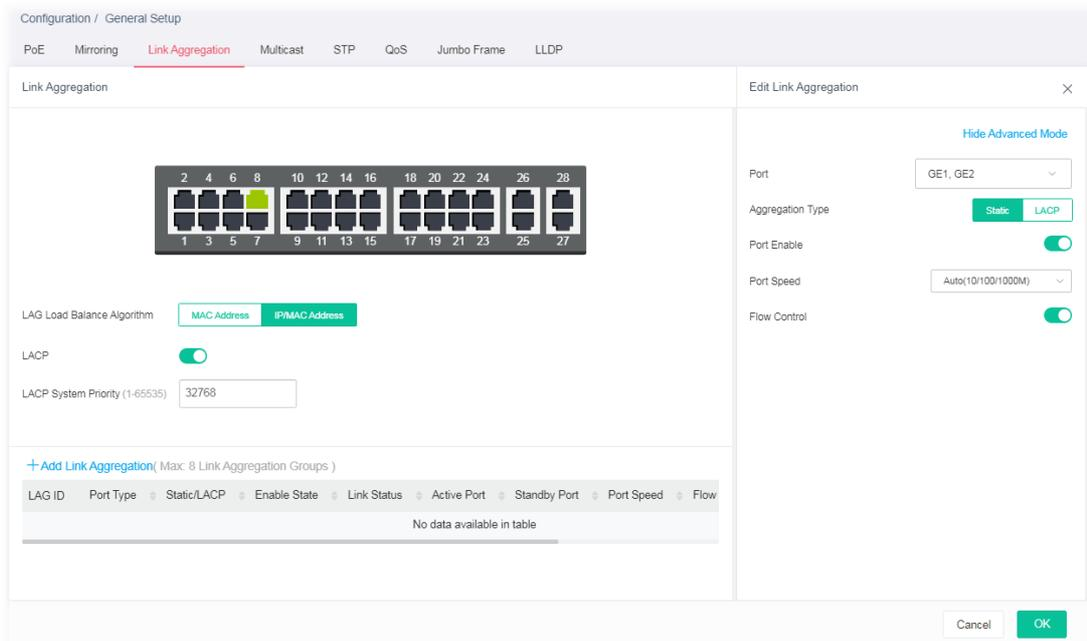 Configuration / General Setup
PoE Mirroring Link Aggregation Multicast STP QoS Jumbo Frame LLDP
Link Aggregation
2 4 6 8 10 12 14 16 18 20 22 24 26 28
1 3 5 7 9 11 13 15 17 19 21 23 25 27
LAG Load Balance Algorithm MAC Address IP/MAC Address
LACP
LACP System Priority (1-65535) 32768
+Add Link Aggregation( Max: 8 Link Aggregation Groups )
LAG ID Port Type Static/LACP Enable State Link Status Active Port Standby Port Port Speed Flow
No data available in table
Edit Link Aggregation
Hide Advanced Mode
Port GE1, GE2
Aggregation Type Static LACP
Port Enable
Port Speed Auto(10/100/1000M)
Flow Control
Cancel OK